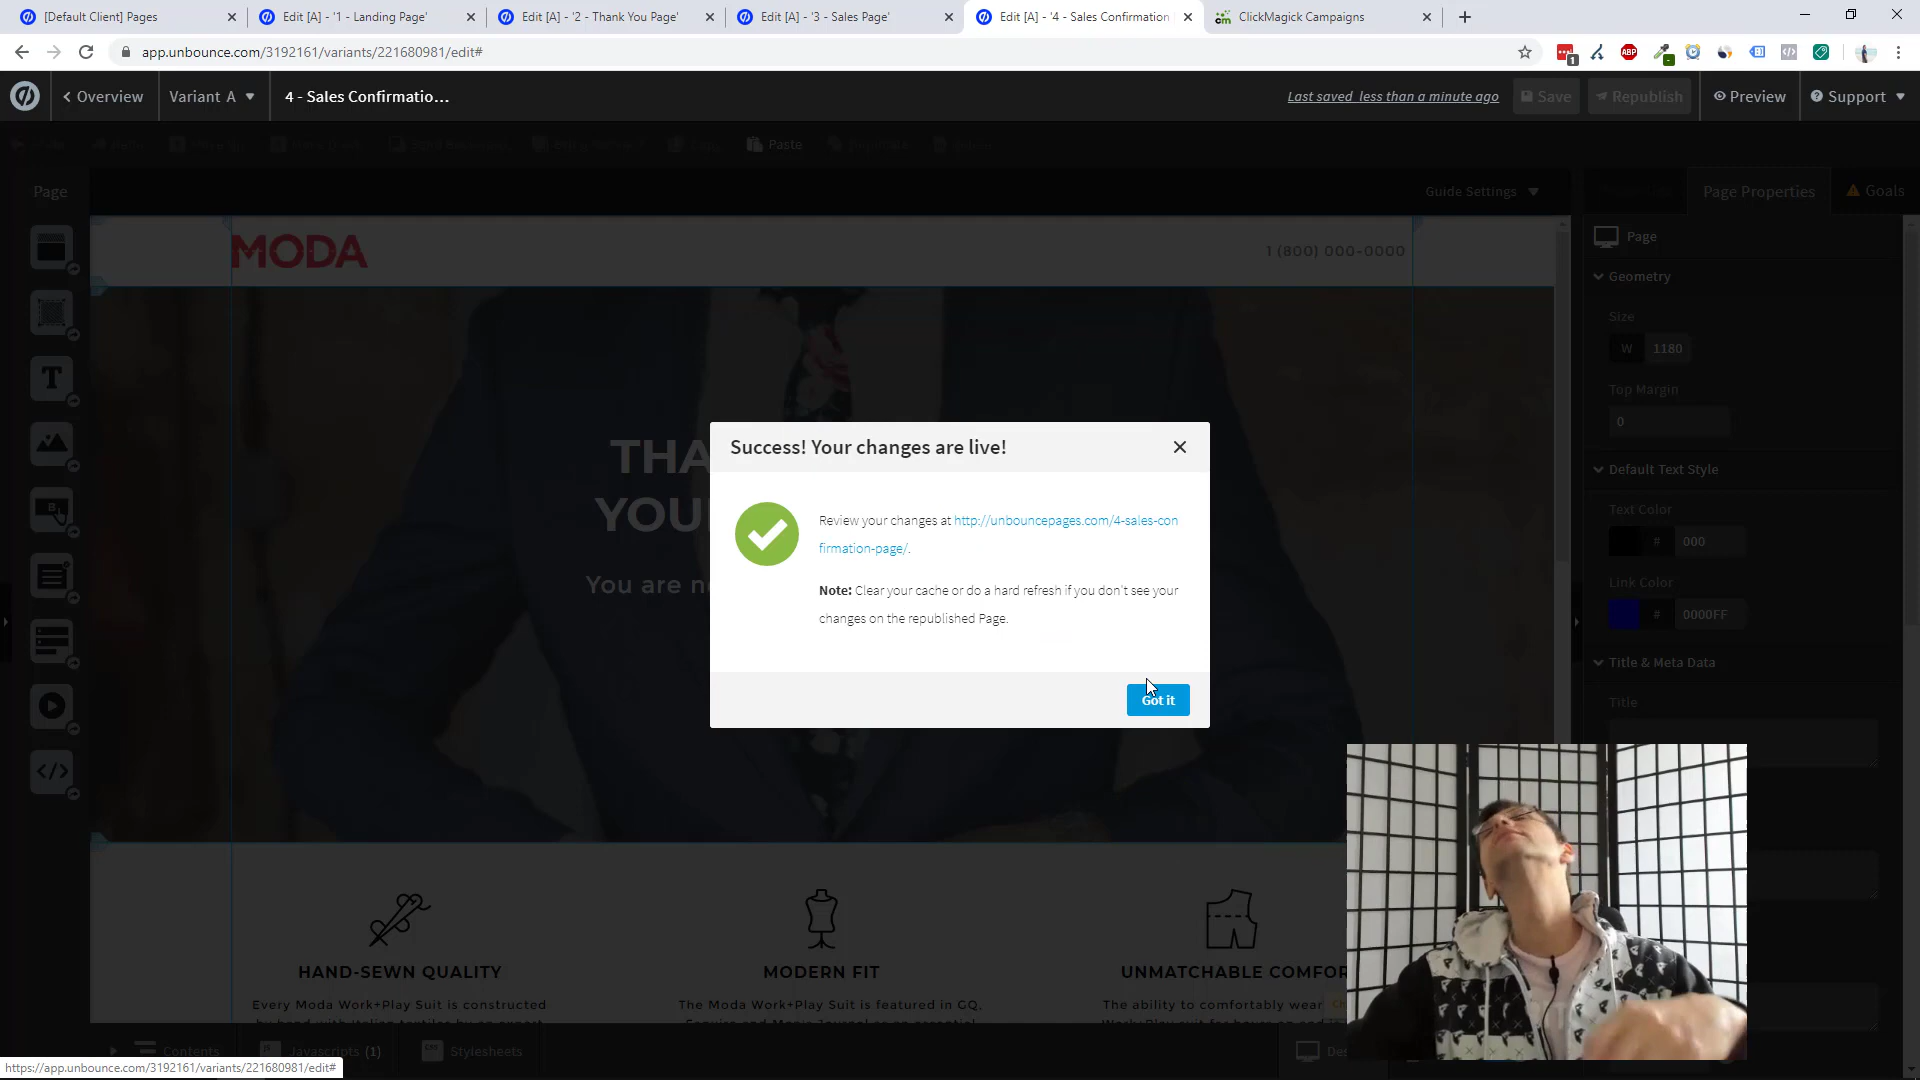 [Default Client] Pages
Edit [A] - '1 - Landing Page'
Edit [A] - '2 - Thank You Page'
Edit [A] - '3 - Sales Page'
Edit [A] - '4 - Sales Confirmation
ClickMagick Campaigns
app.unbounce.com/3192161/variants/221680981/edit#
Overview
Variant A
4 - Sales Confirmatio...
Last saved less than a minute ago
Save
Republish
Preview
Support
Paste
Page
Guide Settings
Page Properties
Goals
MODA
1 (800) 000-0000
Page
Geometry
Size
W 1180
Top Margin
0
Default Text Style
Text Color
# 000
Link Color
# 0000FF
Title & Meta Data
Title
THA
YOU
You are n
Success! Your changes are live!
Review your changes at http://unbouncepages.com/4-sales-con
firmation-page/.
Note: Clear your cache or do a hard refresh if you don't see your
changes on the republished Page.
Got it
HAND-SEWN QUALITY
MODERN FIT
UNMATCHABLE COMFOR
Every Moda Work+Play Suit is constructed
The Moda Work+Play Suit is featured in GQ,
The ability to comfortably wear
Contents
Javascripts (1)
Stylesheets
https://app.unbounce.com/3192161/variants/221680981/edit#